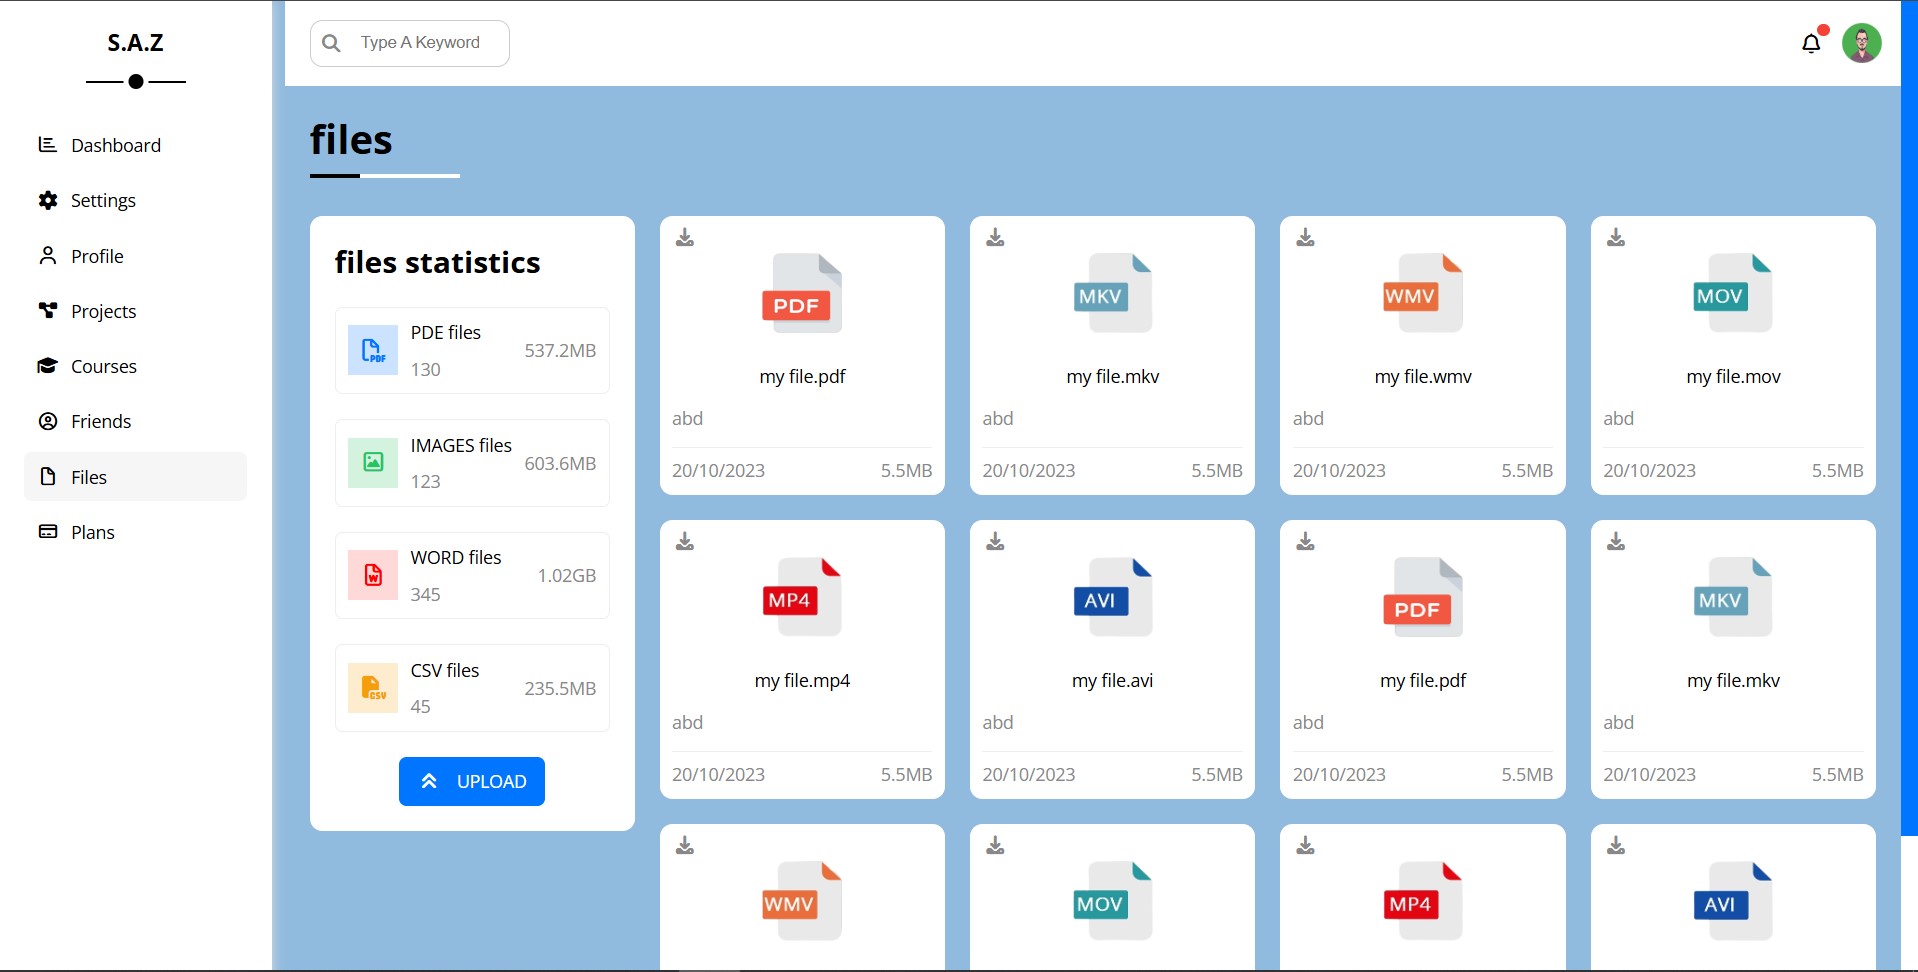 S.A.Z
Dashboard
Settings
Profile
Projects
Courses
Friends
Files
Plans
Type A Keyword
files
files statistics
PDF
PDE files
130
537.2MB
IMAGES files
123
603.6MB
W
WORD files
345
1.02GB
CSV
CSV files
45
235.5MB
UPLOAD
PDF
my file.pdf
abd
20/10/2023 5.5MB
MKV
my file.mkv
abd
20/10/2023 5.5MB
WMV
my file.wmv
abd
20/10/2023 5.5MB
MOV
my file.mov
abd
20/10/2023 5.5MB
MP4
my file.mp4
abd
20/10/2023 5.5MB
AVI
my file.avi
abd
20/10/2023 5.5MB
PDF
my file.pdf
abd
20/10/2023 5.5MB
MKV
my file.mkv
abd
20/10/2023 5.5MB
WMV
MOV
MP4
AVI